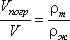 V_погр / V = ρ_т / ρ_ж